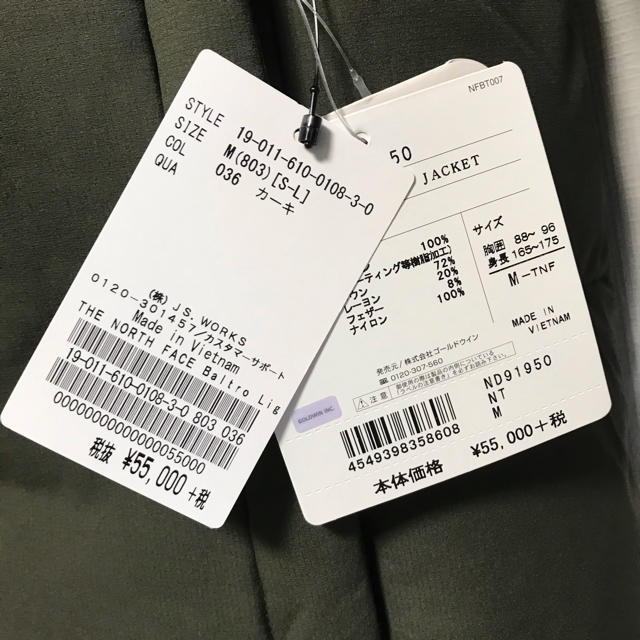 STYLE 19-011-610-0108-3-0
SIZE M(803)[S-L]
COL 036 カーキ
QUA
(株) J.S. WORKS
0120-301457/カスタマーサポート
Made in Vietnam
THE NORTH FACE Baltro Lig
19-011-610-0108-3-0 803 036
0000000000000000055000
税抜 ¥55,000 +税
NFBT007
50
JACKET
サイズ
胸囲 88~ 96
身長 165~175
M-TNF
100%
ーティング等樹脂加工)
ウン 72%
レーヨン 20%
フェザー 8%
ナイロン 100%
MADE IN
VIETNAM
発売元/株式会社ゴールドウイン
0120-307-560
注意
GOLDWIN INC.
ND91950
NT
M
4549398358608
本体価格 ¥55,000+税